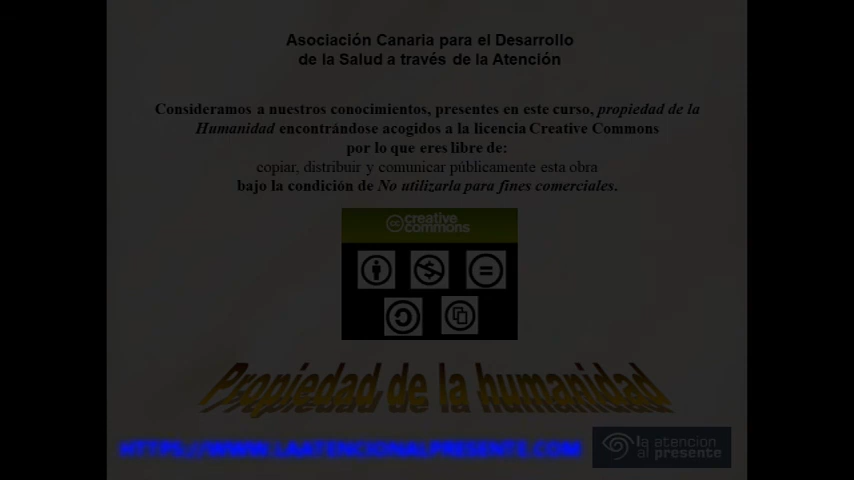 Asociación Canaria para el Desarrollo
de la Salud a través de la Atención
Consideramos a nuestros conocimientos, presentes en este curso, propiedad de la
Humanidad encontrándose acogidos a la licencia Creative Commons
por lo que eres libre de:
copiar, distribuir y comunicar públicamente esta obra
bajo la condición de No utilizarla para fines comerciales.
cc creative
commons
Propiedad de la humanidad
HTTPS://WWW.LAATENCIONALPRESENTE.COM
la atencion
al presente